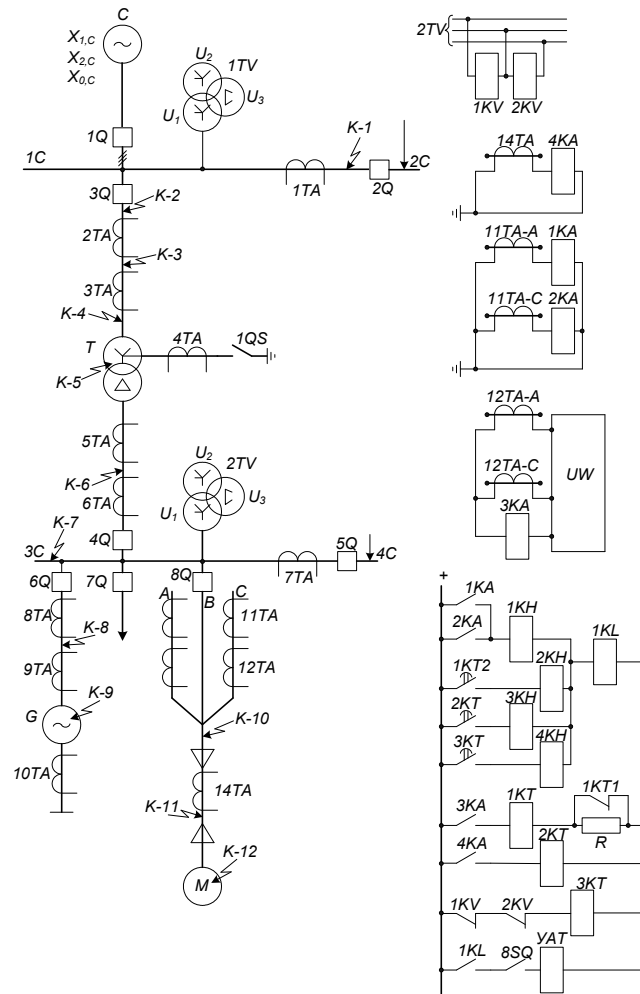 C
X1,C
X2,C
X0,C
U2
1TV
U3
U1
K-1
1Q
1C
2C
1TA
2Q
3Q
K-2
2TA
K-3
3TA
K-4
T
4TA
1QS
K-5
5TA
K-6
6TA
U2
2TV
U3
U1
K-7
4Q
5Q
3C
4C
6Q
7Q
8Q
7TA
A
B
C
8TA
11TA
K-8
9TA
12TA
K-9
G
K-10
10TA
14TA
K-11
K-12
M
2TV
1KV
2KV
14TA
4KA
11TA-A
1KA
11TA-C
2KA
12TA-A
12TA-C
UW
3KA
+
1KA
1KH
2KA
1KL
1KT2
2KH
2KT
3KH
3KT
4KH
3KA
1KT
1KT1
R
4KA
2KT
1KV
2KV
3KT
1KL
8SQ
УАТ